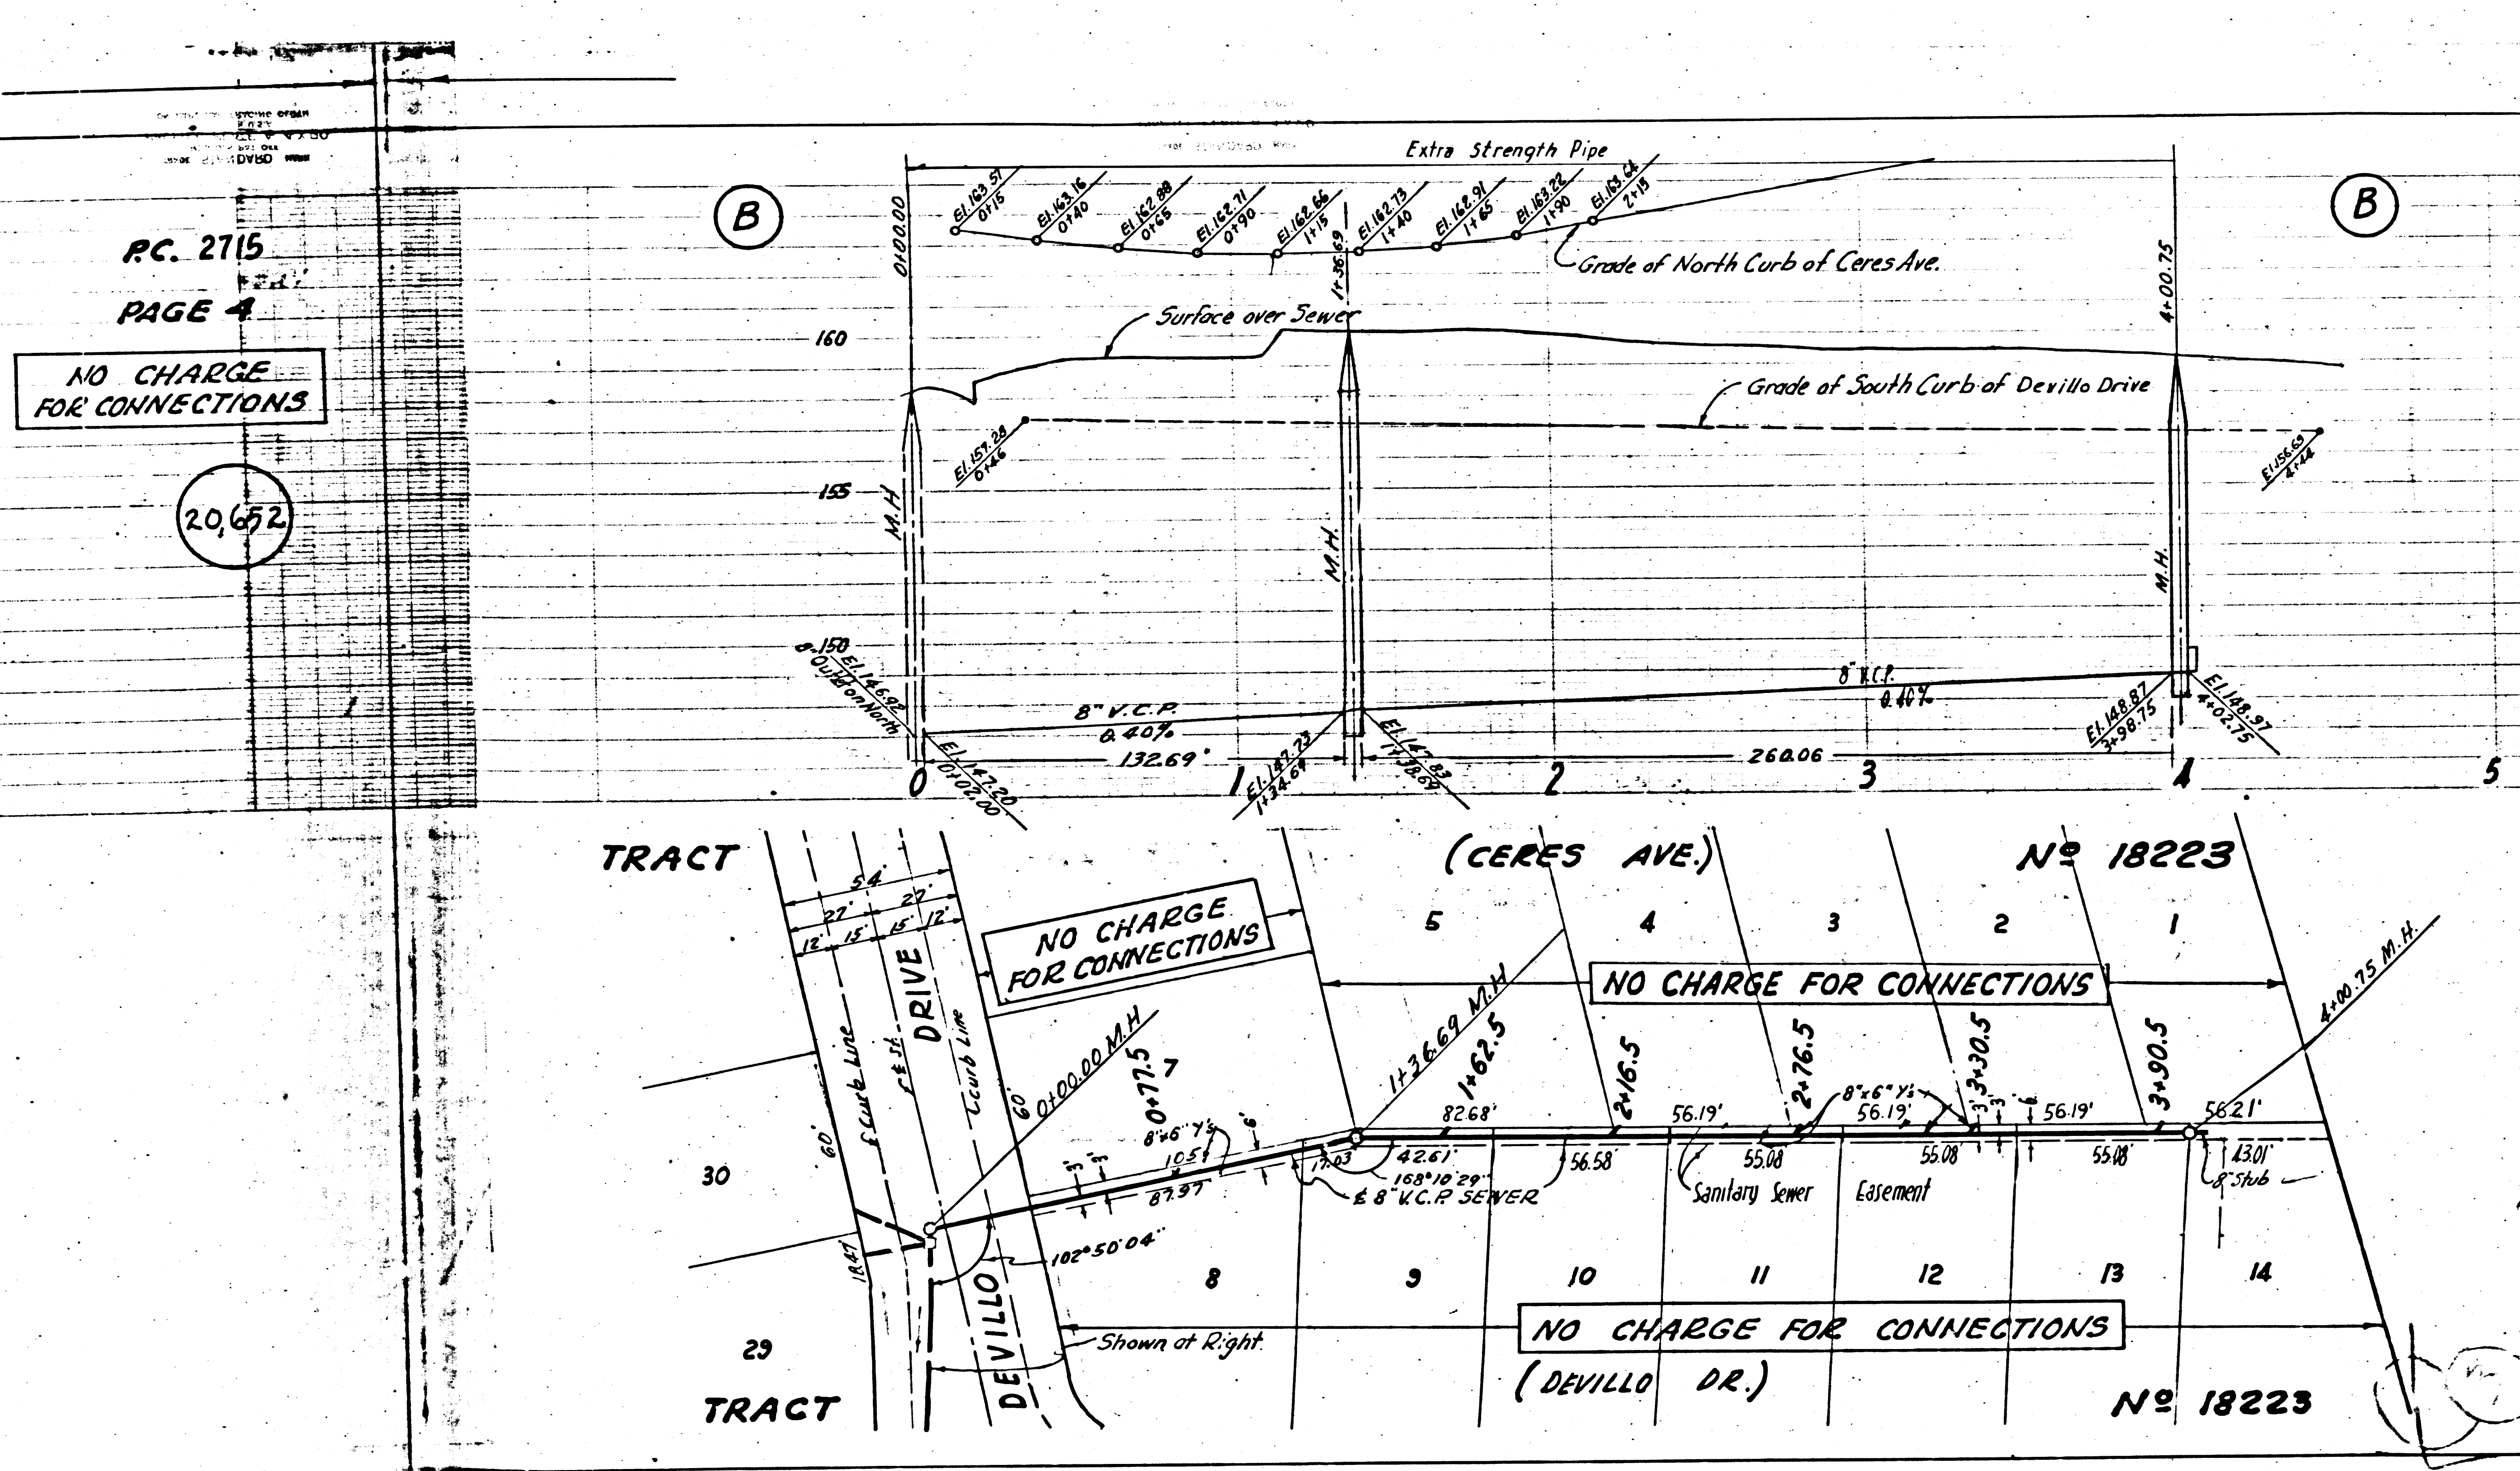 P.C. 2715
PAGE 4
NO CHARGE
FOR CONNECTIONS
20,652
STANDARD
B
B
Extra Strength Pipe
0+00.00
El.163.57
0+15
El.163.16
0+40
El.162.88
0+65
El.162.71
0+90
El.162.66
1+15
1+36.69
El.162.73
1+40
El.162.91
1+65
El.163.22
1+90
El.163.64
2+15
Grade of North Curb of Ceres Ave.
4+00.75
160
Surface over Sewer
Grade of South Curb of Devillo Drive
El.157.28
0+46
El.156.69
4+44
155
M.H
M.H.
M.H.
150
El.146.92
8" Outlet on North
8" V.C.P.
0.40%
132.69'
El.147.20
0+02.00
El.147.73
1+34.69
El.147.83
1+38.69
8" V.C.P.
0.40%
260.06
El.148.87
3+98.75
El.148.97
4+02.75
0 1 2 3 4 5
TRACT
(CERES AVE.)
Nº 18223
54'
27' 27'
12' 15' 15' 12'
NO CHARGE
FOR CONNECTIONS
5 4 3 2 1
NO CHARGE FOR CONNECTIONS
4+00.75 M.H.
DRIVE
Curb Line
℄ St.
Curb Line
60'
60'
0+00.00 M.H
0+77.5
7
1+36.69 M.H
1+62.5
2+16.5
2+76.5
3+30.5
3+90.5
8"x6" Y's
82.68'
56.19'
8"x6" Y's
56.19'
3' 3' 6'
56.19'
56.21'
3' 3'
105'
6'
87.97
17.03
42.61'
56.58'
55.08'
55.08'
55.08'
43.01'
8" Stub
168°10'29"
℄ 8" V.C.P. SEWER
Sanitary Sewer Easement
30
18.47'
102°50'04"
8 9 10 11 12 13 14
29
DEVILLO
Shown at Right.
NO CHARGE FOR CONNECTIONS
(DEVILLO DR.)
TRACT
Nº 18223